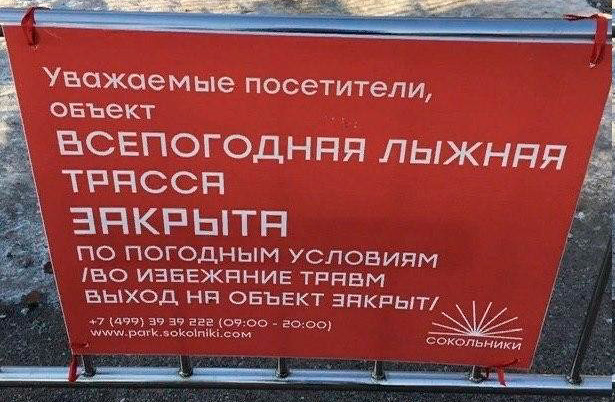 Уважаемые посетители,
объект
ВСЕПОГОДНАЯ ЛЫЖНАЯ
ТРАССА
ЗАКРЫТА
ПО ПОГОДНЫМ УСЛОВИЯМ
/ВО ИЗБЕЖАНИЕ ТРАВМ
ВЫХОД НА ОБЪЕКТ ЗАКРЫТ/
+7 (499) 39 39 222 (09:00 - 20:00)
www.park.sokolniki.com
СОКОЛЬНИКИ